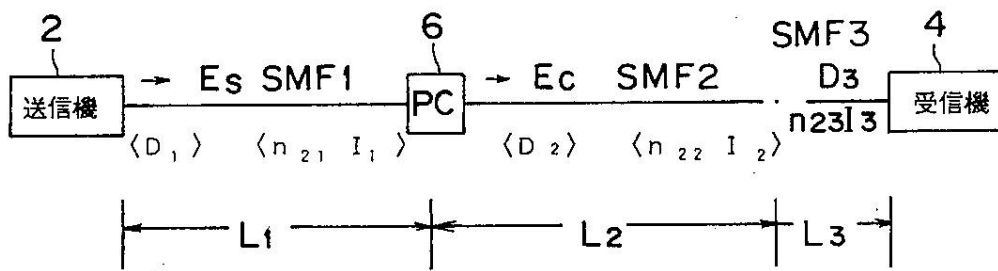 2 6 4
SMF3
送信機 → Es SMF1 PC → Ec SMF2 D3 受信機
n23I3
〈D₁〉 〈n₂₁ I₁〉 〈D₂〉 〈n₂₂ I₂〉
L1 L2 L3